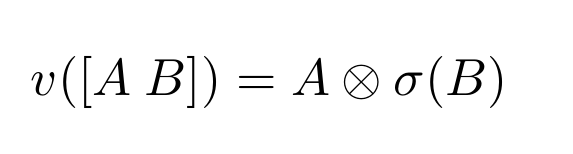 v([A B]) = A ⊗ σ(B)